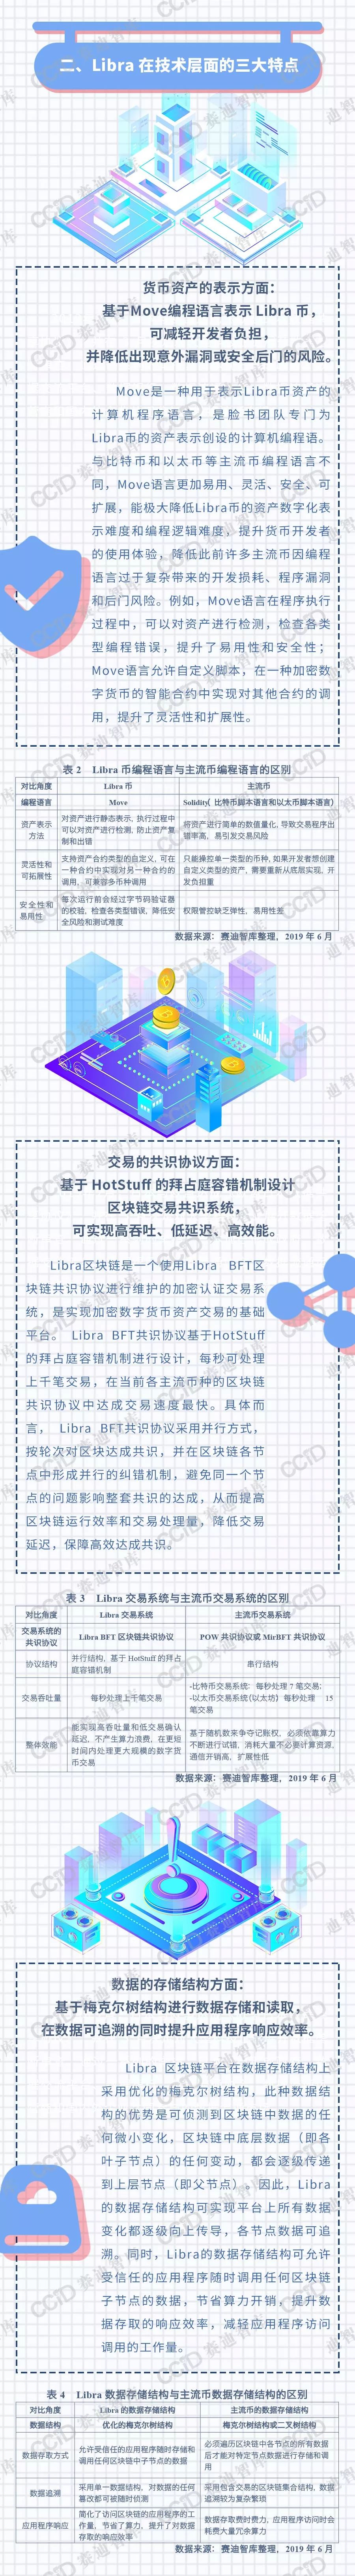 二、Libra 在技术层面的三大特点
货币资产的表示方面：
基于Move编程语言表示 Libra 币，
可减轻开发者负担，
并降低出现意外漏洞或安全后门的风险。
Move是一种用于表示Libra币资产的
计算机程序语言，是脸书团队专门为
Libra币的资产表示创设的计算机编程语。
与比特币和以太币等主流币编程语言不
同，Move语言更加易用、灵活、安全、可
扩展，能极大降低Libra币的资产数字化表
示难度和编程逻辑难度，提升货币开发者
的使用体验，降低此前许多主流币因编程
语言过于复杂带来的开发损耗、程序漏洞
和后门风险。例如，Move语言在程序执行
过程中，可以对资产进行检测，检查各类
型编程错误，提升了易用性和安全性；
Move语言允许自定义脚本，在一种加密数
字货币的智能合约中实现对其他合约的调
用，提升了灵活性和扩展性。
表 2 Libra 币编程语言与主流币编程语言的区别
对比角度 Libra 币 主流币
编程语言 Move Solidity（比特币脚本语言和以太币脚本语言）
资产表示方法 对资产进行静态表示, 执行过程中可以对资产进行检测, 防止资产复制和出错 将资产进行简单的数值量化, 导致交易程序出错率高，易引发交易风险
灵活性和可拓展性 支持资产合约类型的自定义, 可在一种合约中实现对另一种合约的调用，可兼容多币种调用 只能操控单一类型的币种, 如果开发者想创建自定义类型的资产，需要重新从底层实现，开发负担重
安全性和易用性 每次运行前会经过字节码验证器的校验, 检查各类型错误, 降低安全风险和测试难度 权限管控缺乏弹性，易用性差
数据来源：赛迪智库整理，2019 年 6 月
交易的共识协议方面：
基于 HotStuff 的拜占庭容错机制设计
区块链交易共识系统，
可实现高吞吐、低延迟、高效能。
Libra区块链是一个使用Libra BFT区
块链共识协议进行维护的加密认证交易系
统，是实现加密数字货币资产交易的基础
平台。 Libra BFT共识协议基于HotStuff
的拜占庭容错机制进行设计，每秒可处理
上千笔交易，在当前各主流币种的区块链
共识协议中达成交易速度最快。具体而
言， Libra BFT共识协议采用并行方式，
按轮次对区块达成共识，并在区块链各节
点中形成并行的纠错机制，避免同一个节
点的问题影响整套共识的达成，从而提高
区块链运行效率和交易处理量，降低交易
延迟，保障高效达成共识。
表 3 Libra 交易系统与主流币交易系统的区别
对比角度 Libra 交易系统 主流币交易系统
交易系统的共识协议 Libra BFT 区块链共识协议 POW 共识协议或 MirBFT 共识协议
协议结构 并行结构，基于 HotStuff 的拜占庭容错机制 串行结构
交易吞吐量 每秒处理上千笔交易 -比特币交易系统：每秒处理 7 笔交易； -以太币交易系统（以太坊）每秒处理 15 笔交易
整体效能 能实现高吞吐量和低交易确认延迟，不产生算力浪费，在更短时间内处理更大规模的数字货币交易 基于随机数来争夺记账权，必须依靠算力不断进行试错，消耗大量不必要计算资源, 通信开销高，扩展性低
数据来源：赛迪智库整理，2019 年 6 月
数据的存储结构方面：
基于梅克尔树结构进行数据存储和读取，
在数据可追溯的同时提升应用程序响应效率。
Libra 区块链平台在数据存储结构上
采用优化的梅克尔树结构，此种数据结
构的优势是可侦测到区块链中数据的任
何微小变化，区块链中底层数据（即各
叶子节点）的任何变动，都会逐级传递
到上层节点（即父节点）。因此，Libra
的数据存储结构可实现平台上所有数据
变化都逐级向上传导，各节点数据可追
溯。同时，Libra的数据存储结构可允许
受信任的应用程序随时调用任何区块链
子节点的数据，节省算力开销，提升数
据存取的响应效率，减轻应用程序访问
调用的工作量。
表 4 Libra 数据存储结构与主流币数据存储结构的区别
对比角度 Libra 的数据存储结构 主流币的数据存储结构
数据结构 优化的梅克尔树结构 梅克尔树结构或二叉树结构
数据存取方式 允许受信任的应用程序随时存储和调用任何区块链中子节点的数据 必须遍历区块链中各节点的所有数据后才能对特定节点数据进行存储和调用
数据追溯 采用单一数据结构，对数据的任何篡改都可被随时侦测 采用包含交易的区块链集合结构, 数据追溯较为复杂繁琐
应用程序响应 简化了访问区块链的应用程序的工作量，节省了算力，提升了对数据存取的响应效率 数据存取费时费力，应用程序访问时会耗费大量冗余算力
数据来源：赛迪智库整理，2019 年 6 月